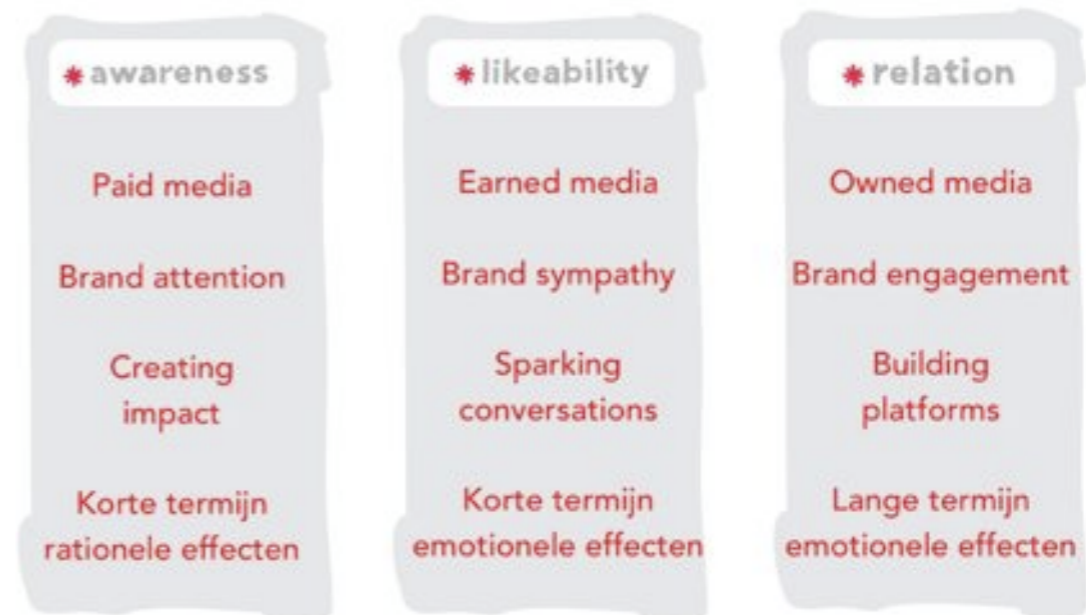 *awareness
Paid media
Brand attention
Creating
impact
Korte termijn
rationele effecten
*likeability
Earned media
Brand sympathy
Sparking
conversations
Korte termijn
emotionele effecten
*relation
Owned media
Brand engagement
Building
platforms
Lange termijn
emotionele effecten